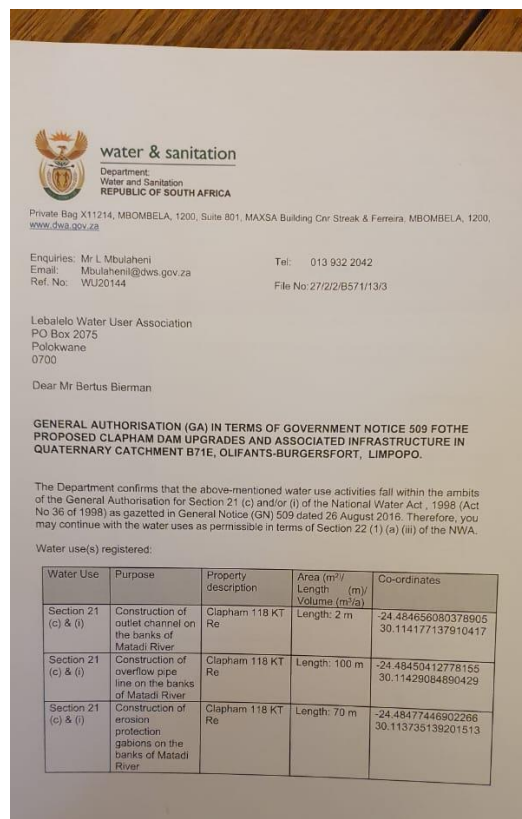 water & sanitation
Department:
Water and Sanitation
REPUBLIC OF SOUTH AFRICA
Private Bag X11214, MBOMBELA, 1200, Suite 801, MAXSA Building Cnr Streak & Ferreira, MBOMBELA, 1200,
www.dwa.gov.za
Enquiries: Mr L Mbulaheni Tel: 013 932 2042
Email: Mbulahenil@dws.gov.za
Ref. No: WU20144 File No:27/2/2/B571/13/3
Lebalelo Water User Association
PO Box 2075
Polokwane
0700
Dear Mr Bertus Bierman
GENERAL AUTHORISATION (GA) IN TERMS OF GOVERNMENT NOTICE 509 FOTHE
PROPOSED CLAPHAM DAM UPGRADES AND ASSOCIATED INFRASTRUCTURE IN
QUATERNARY CATCHMENT B71E, OLIFANTS-BURGERSFORT, LIMPOPO.
The Department confirms that the above-mentioned water use activities fall within the ambits
of the General Authorisation for Section 21 (c) and/or (i) of the National Water Act , 1998 (Act
No 36 of 1998) as gazetted in General Notice (GN) 509 dated 26 August 2016. Therefore, you
may continue with the water uses as permissible in terms of Section 22 (1) (a) (iii) of the NWA.
Water use(s) registered:
Water Use Purpose Property Area (m²)/ Co-ordinates
description Length (m)/
Volume (m³/a)
Section 21 Construction of Clapham 118 KT Length: 2 m -24.484656080378905
(c) & (i) outlet channel on Re 30.114177137910417
the banks of
Matadi River
Section 21 Construction of Clapham 118 KT Length: 100 m -24.48450412778155
(c) & (i) overflow pipe Re 30.11429084890429
line on the banks
of Matadi River
Section 21 Construction of Clapham 118 KT Length: 70 m -24.48477446902266
(c) & (i) erosion Re 30.113735139201513
protection
gabions on the
banks of Matadi
River